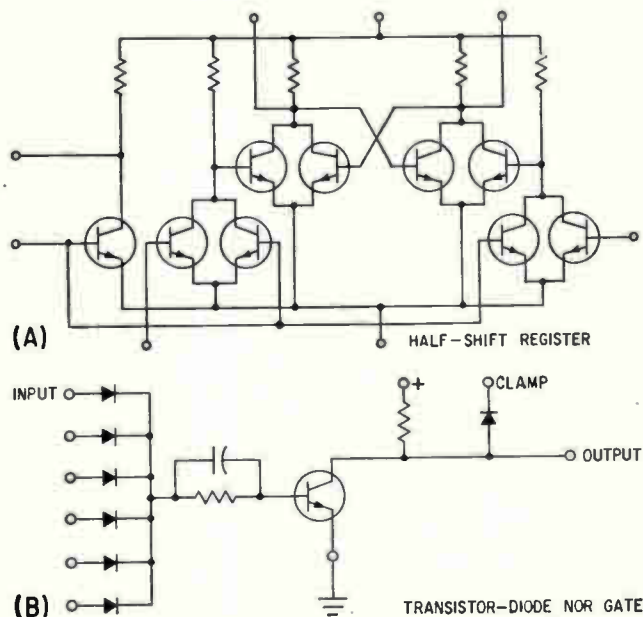 (A)
HALF-SHIFT REGISTER
INPUT
+
CLAMP
OUTPUT
(B)
TRANSISTOR-DIODE NOR GATE